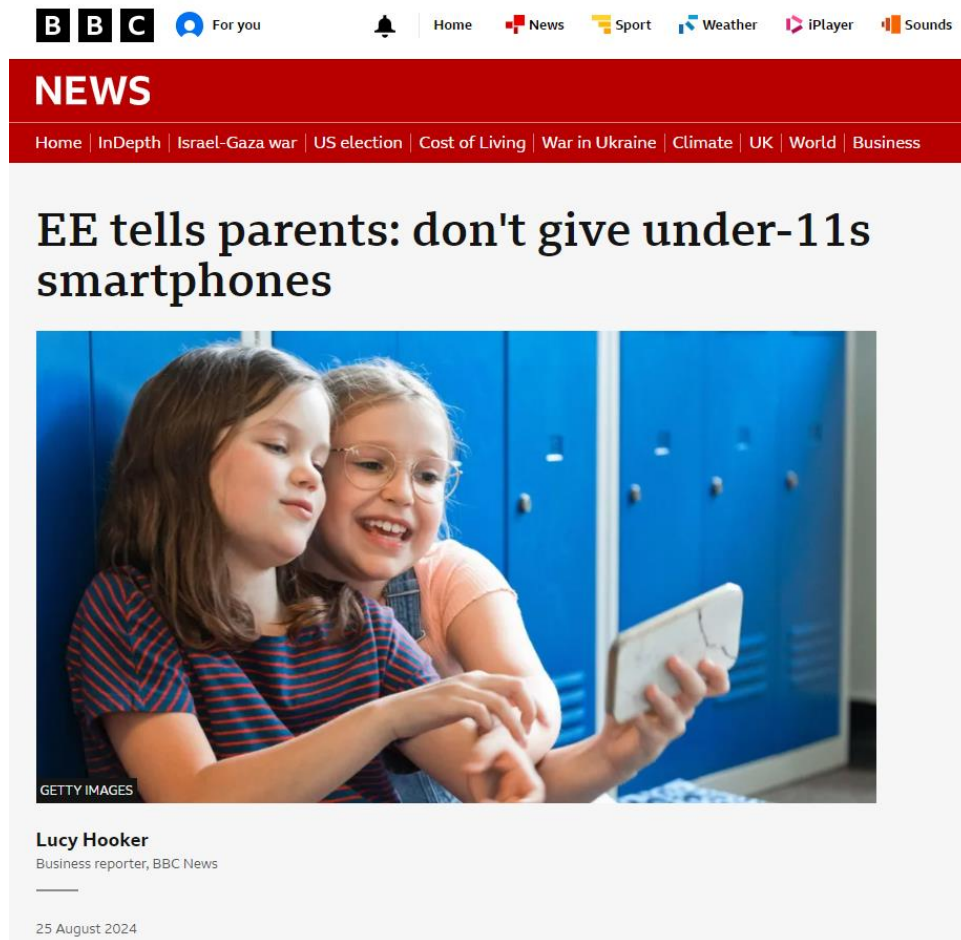 BBC For you Home News Sport Weather iPlayer Sounds
NEWS
Home InDepth Israel-Gaza war US election Cost of Living War in Ukraine Climate UK World Business
EE tells parents: don't give under-11s
smartphones
GETTY IMAGES
Lucy Hooker
Business reporter, BBC News
25 August 2024